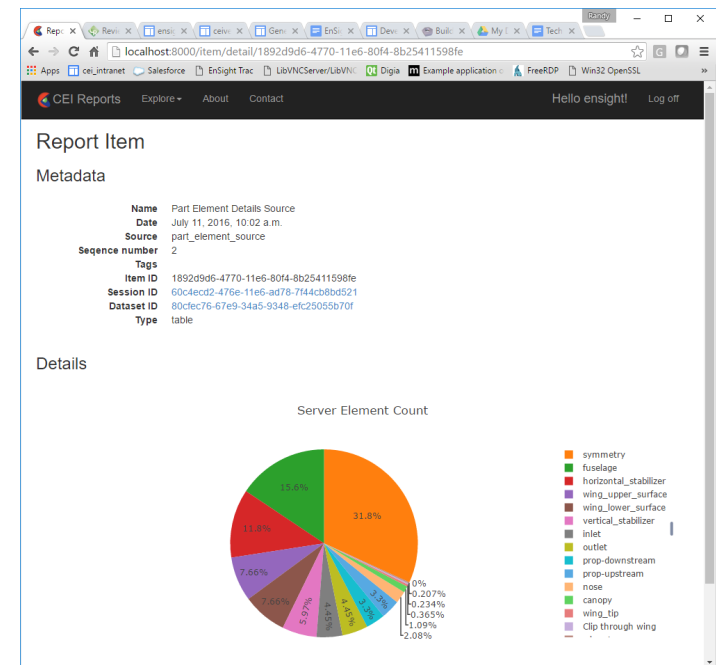 Randy
Repo
Revie
ensig
ceive
Gene
EnSi
Deve
Build
My D
Tech
localhost:8000/item/detail/1892d9d6-4770-11e6-80f4-8b25411598fe
Apps cei_intranet Salesforce EnSight Trac LibVNCServer/LibVNC Digia Example application FreeRDP Win32 OpenSSL »
CEI Reports Explore About Contact Hello ensight! Log off
Report Item
Metadata
Name Part Element Details Source
Date July 11, 2016, 10:02 a.m.
Source part_element_source
Seqence number 2
Tags
Item ID 1892d9d6-4770-11e6-80f4-8b25411598fe
Session ID 60c4ecd2-476e-11e6-ad78-7f44cb8bd521
Dataset ID 80cfec76-67e9-34a5-9348-efc25055b70f
Type table
Details
Server Element Count
31.8%
15.6%
11.8%
7.66%
7.66%
5.97%
4.45%
4.45%
3.3%
3.3%
0%
0.207%
0.234%
0.365%
1.09%
2.08%
symmetry
fuselage
horizontal_stabilizer
wing_upper_surface
wing_lower_surface
vertical_stabilizer
inlet
outlet
prop-downstream
prop-upstream
nose
canopy
wing_tip
Clip through wing